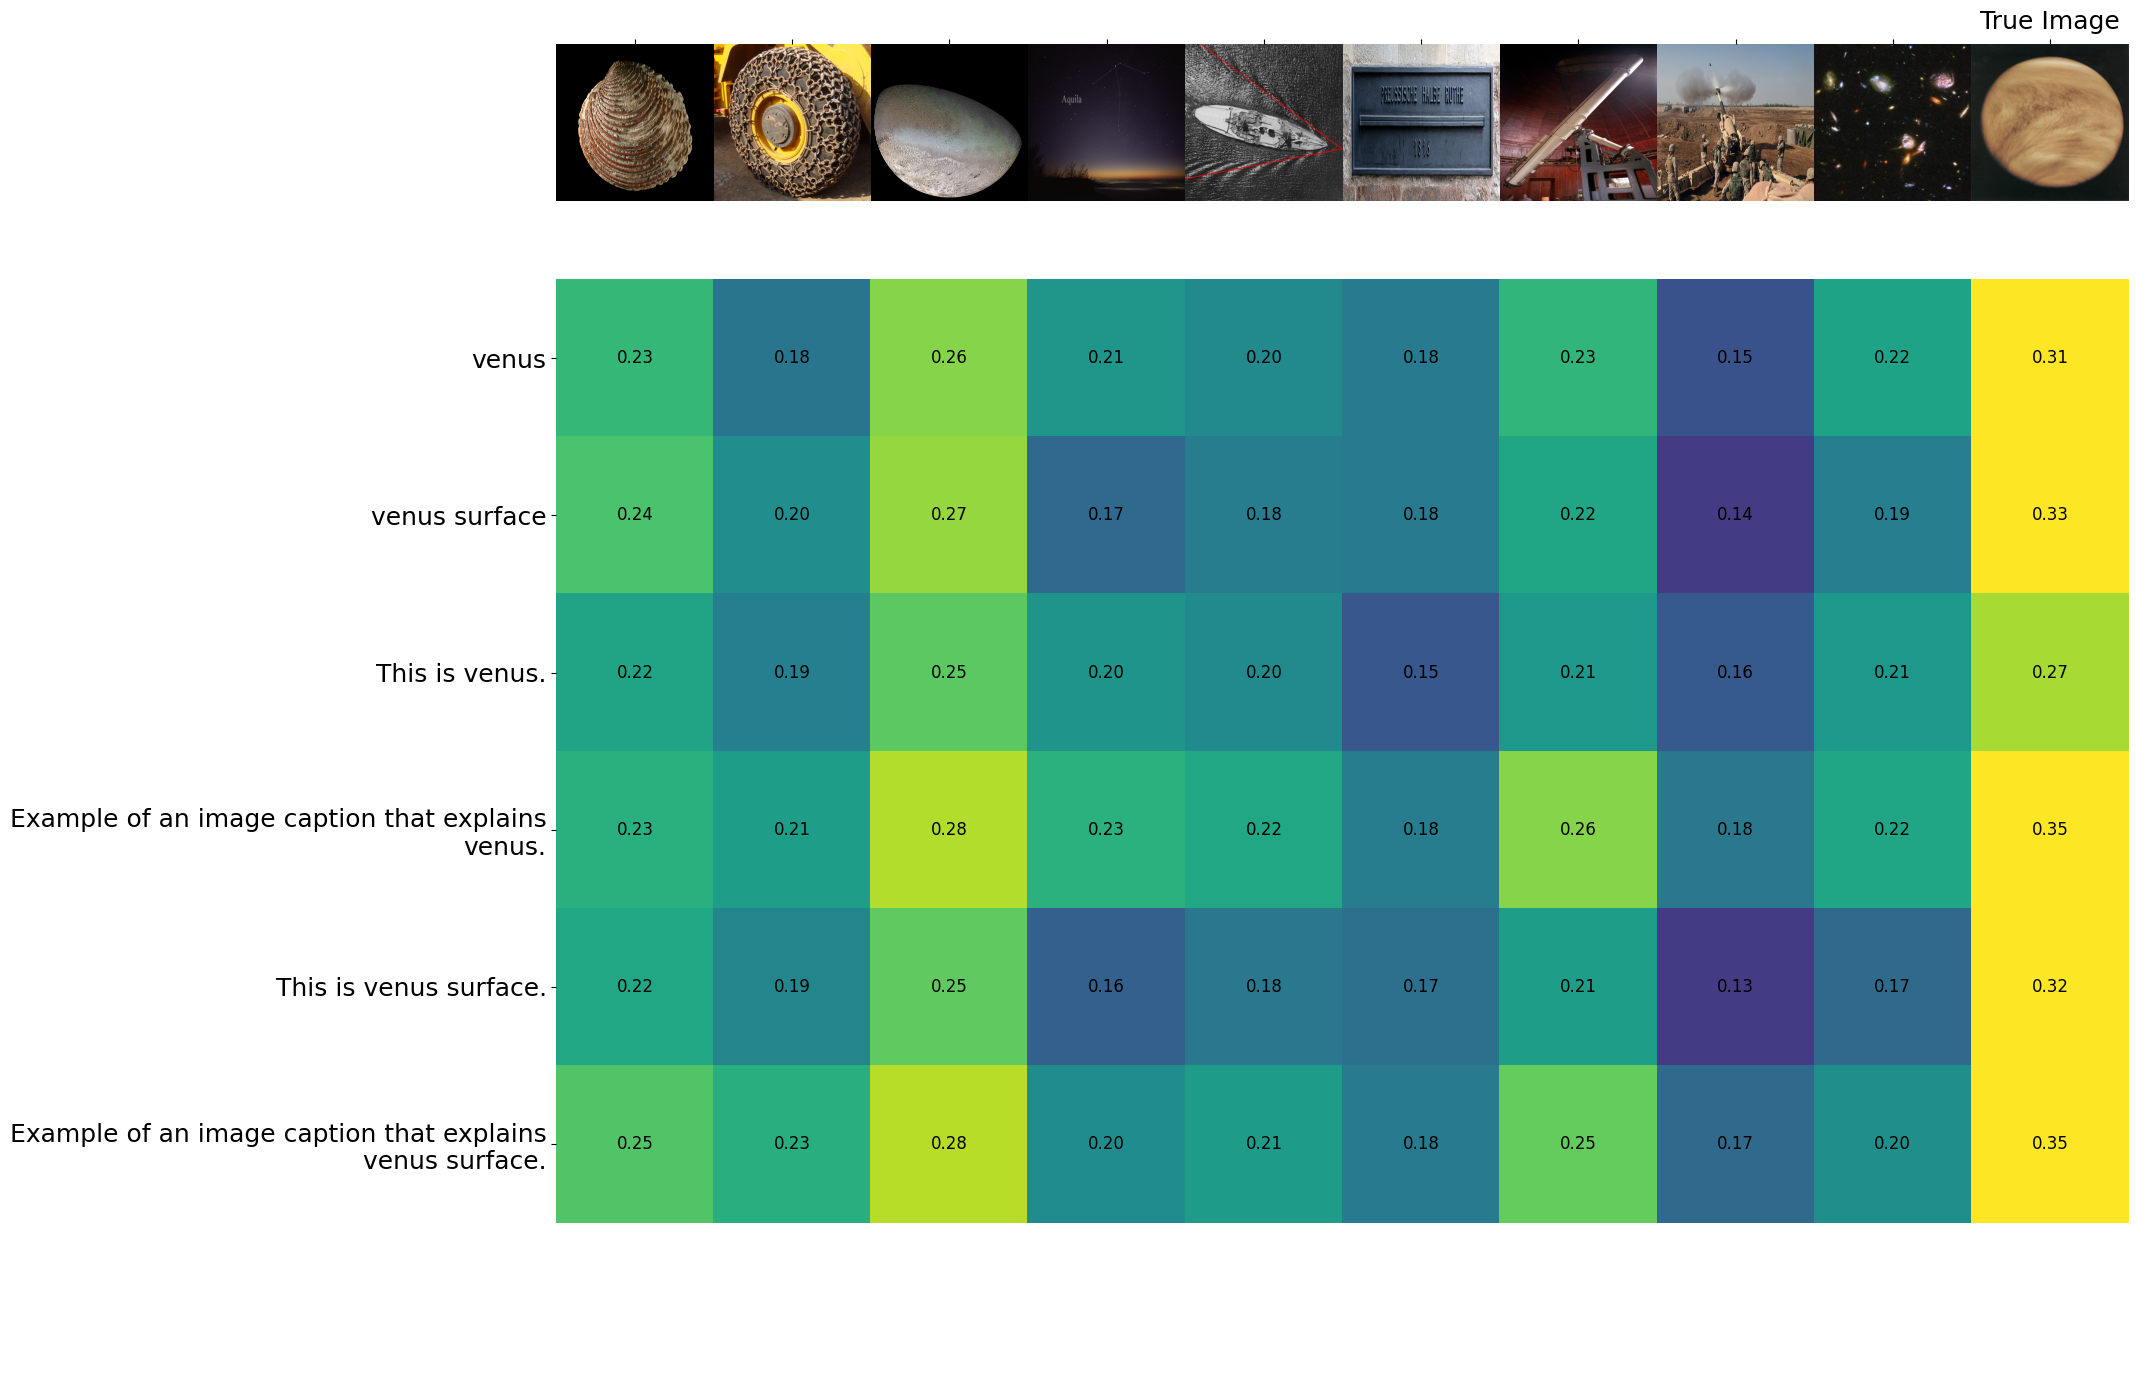 True Image
Aquila
PREUSSISCHE HALBE RUTHE
1816
venus
0.23 0.18 0.26 0.21 0.20 0.18 0.23 0.15 0.22 0.31
venus surface
0.24 0.20 0.27 0.17 0.18 0.18 0.22 0.14 0.19 0.33
This is venus.
0.22 0.19 0.25 0.20 0.20 0.15 0.21 0.16 0.21 0.27
Example of an image caption that explains
venus.
0.23 0.21 0.28 0.23 0.22 0.18 0.26 0.18 0.22 0.35
This is venus surface.
0.22 0.19 0.25 0.16 0.18 0.17 0.21 0.13 0.17 0.32
Example of an image caption that explains
venus surface.
0.25 0.23 0.28 0.20 0.21 0.18 0.25 0.17 0.20 0.35